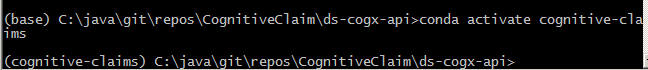 (base) C:\java\git\repos\CognitiveClaim\ds-cogx-api>conda activate cognitive-cla
ims
(cognitive-claims) C:\java\git\repos\CognitiveClaim\ds-cogx-api>